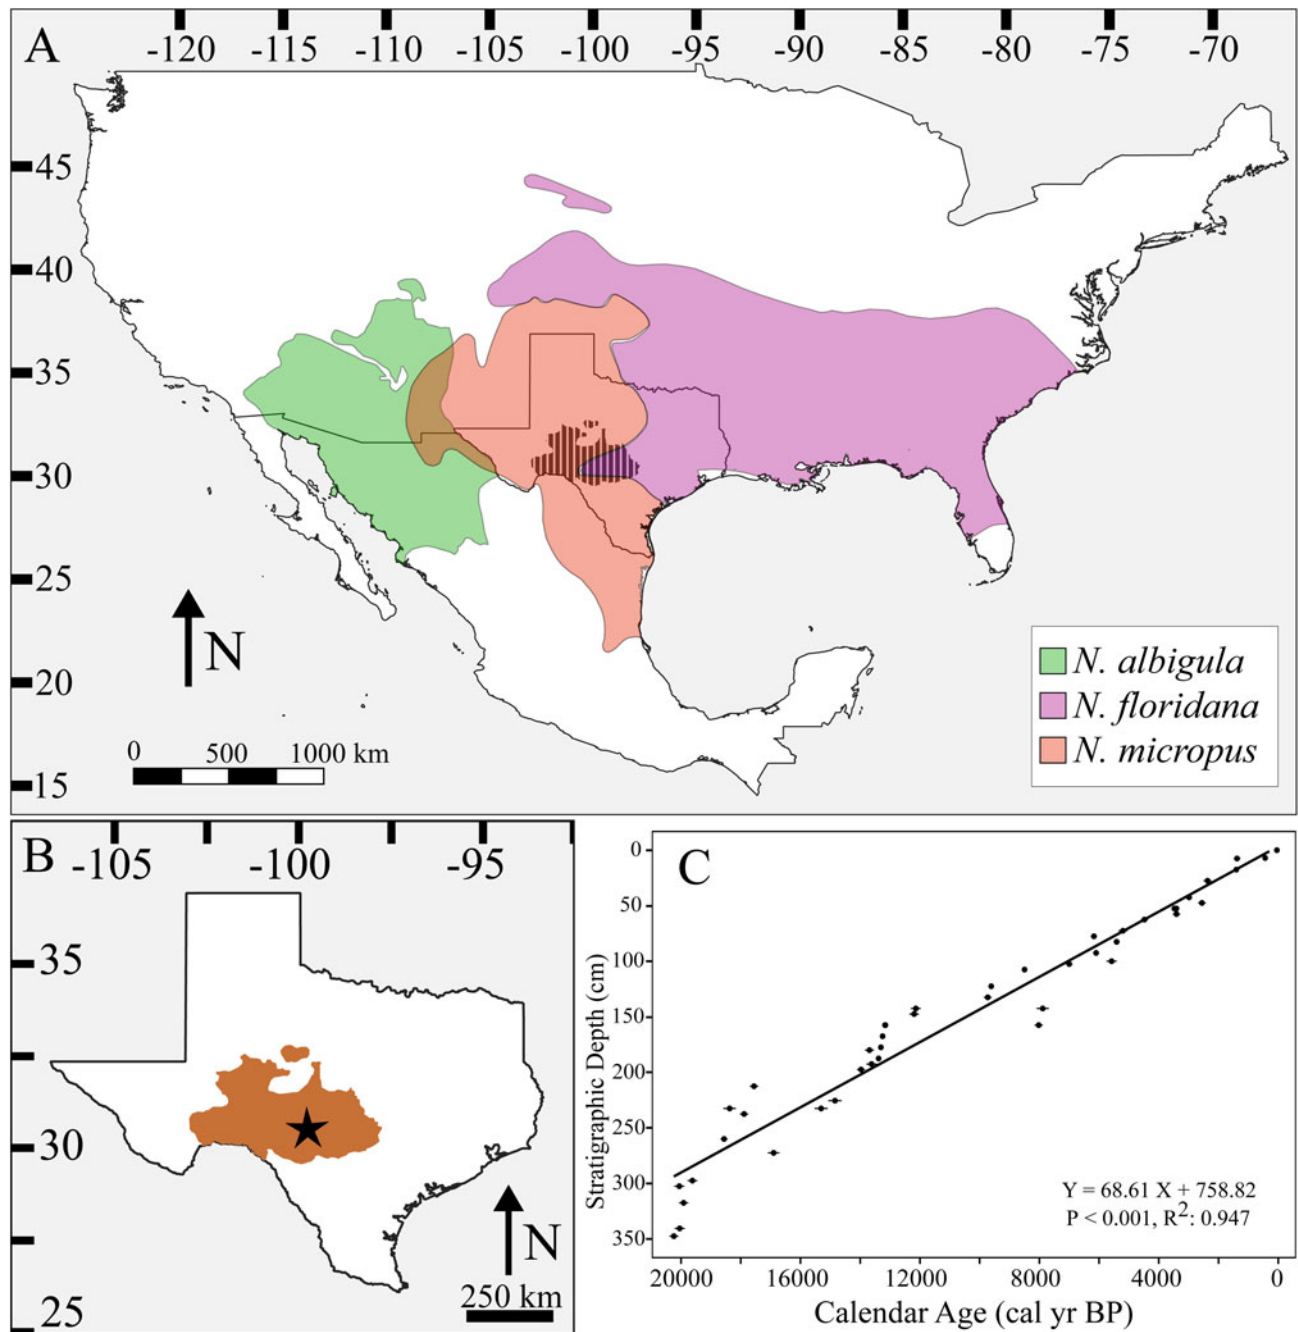 A
-120 -115 -110 -105 -100 -95 -90 -85 -80 -75 -70
45
40
35
30
25
20
15
N
0 500 1000 km
N. albigula
N. floridana
N. micropus
B
-105 -100 -95
35
30
25
N
250 km
C
Stratigraphic Depth (cm)
0
50
100
150
200
250
300
350
Y = 68.61 X + 758.82
P < 0.001, R2: 0.947
20000 16000 12000 8000 4000 0
Calendar Age (cal yr BP)